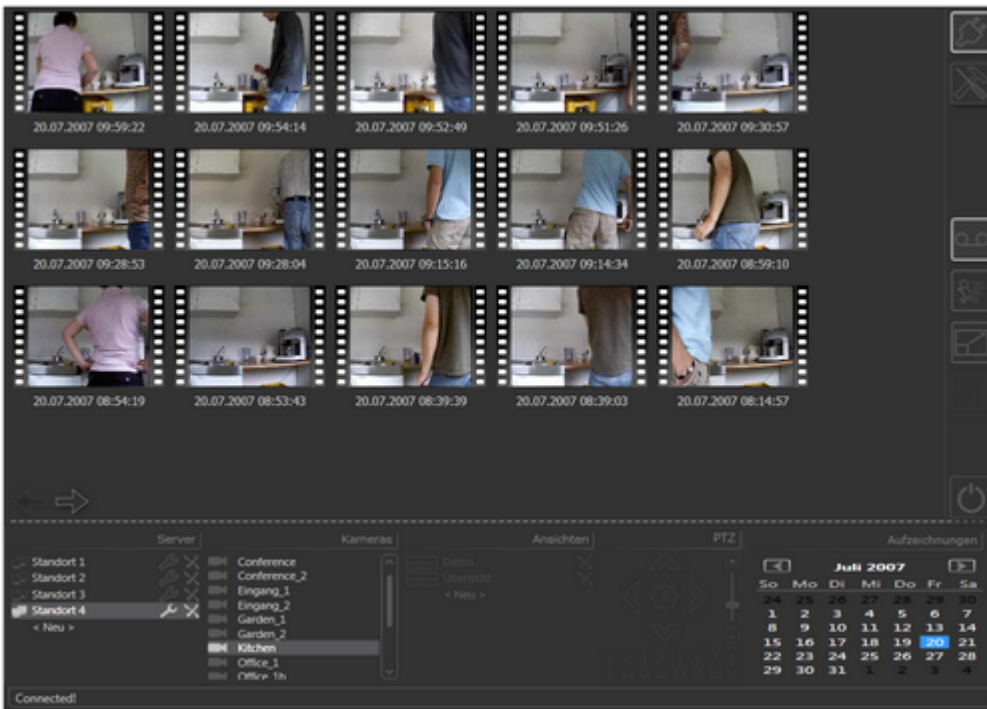 20.07.2007 09:59:22 20.07.2007 09:54:14 20.07.2007 09:52:49 20.07.2007 09:51:26 20.07.2007 09:30:57
20.07.2007 09:28:53 20.07.2007 09:28:04 20.07.2007 09:15:16 20.07.2007 09:14:34 20.07.2007 08:59:10
20.07.2007 08:54:19 20.07.2007 08:53:43 20.07.2007 08:39:39 20.07.2007 08:39:03 20.07.2007 08:14:57
Server
Standort 1
Standort 2
Standort 3
Standort 4
< Neu >
Kameras
Conference
Conference_2
Eingang_1
Eingang_2
Garden_1
Garden_2
Kitchen
Office_1
Office_1b
Ansichten
Demo
Übersicht
< Neu >
PTZ
Aufzeichnungen
Juli 2007
So Mo Di Mi Do Fr Sa
24 25 26 27 28 29 30
1 2 3 4 5 6 7
8 9 10 11 12 13 14
15 16 17 18 19 20 21
22 23 24 25 26 27 28
29 30 31 1 2 3 4
Connected!